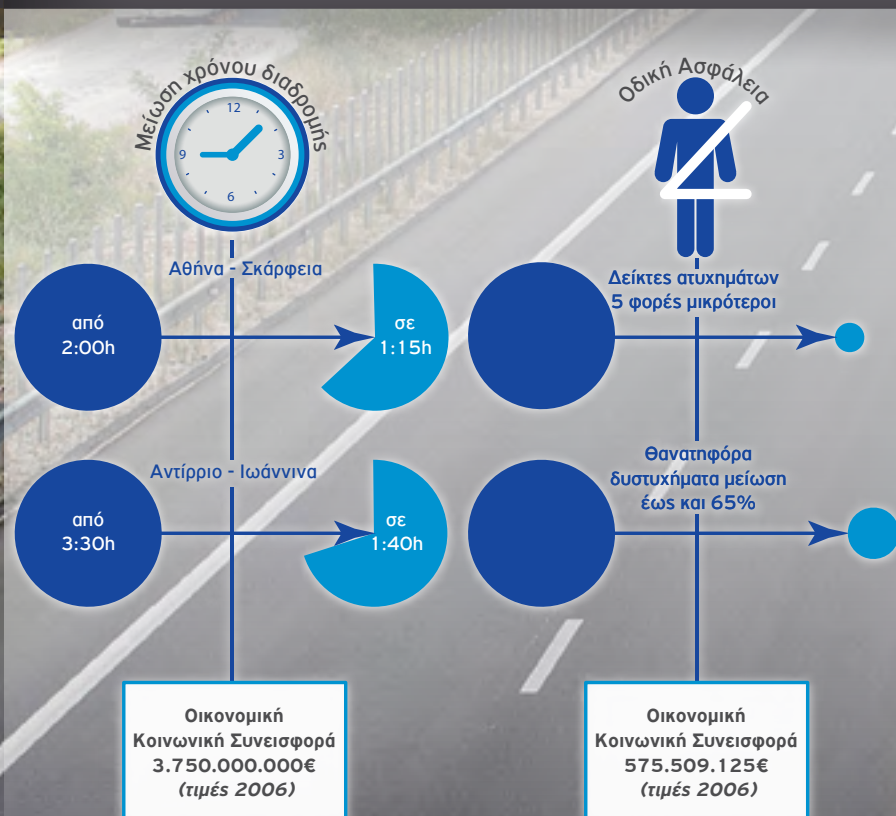 Μείωση χρόνου διαδρομής
12
9
3
6
Αθήνα - Σκάρφεια
από
2:00h
σε
1:15h
Αντίρριο - Ιωάννινα
από
3:30h
σε
1:40h
Οικονομική
Κοινωνική Συνεισφορά
3.750.000.000€
(τιμές 2006)
Οδική Ασφάλεια
Δείκτες ατυχημάτων
5 φορές μικρότεροι
Θανατηφόρα
δυστυχήματα μείωση
έως και 65%
Οικονομική
Κοινωνική Συνεισφορά
575.509.125€
(τιμές 2006)